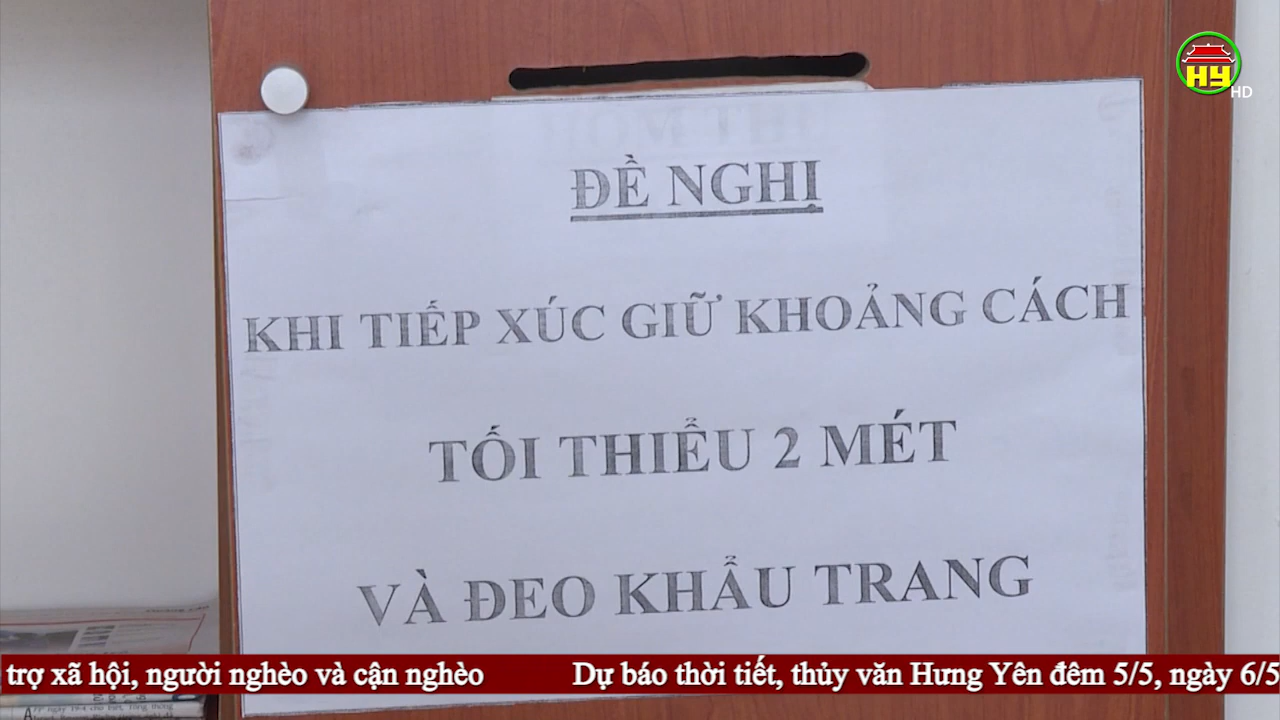 HY
HD
ĐỀ NGHỊ
KHI TIẾP XÚC GIỮ KHOẢNG CÁCH
TỐI THIỂU 2 MÉT
VÀ ĐEO KHẨU TRANG
trợ xã hội, người nghèo và cận nghèo Dự báo thời tiết, thủy văn Hưng Yên đêm 5/5, ngày 6/5